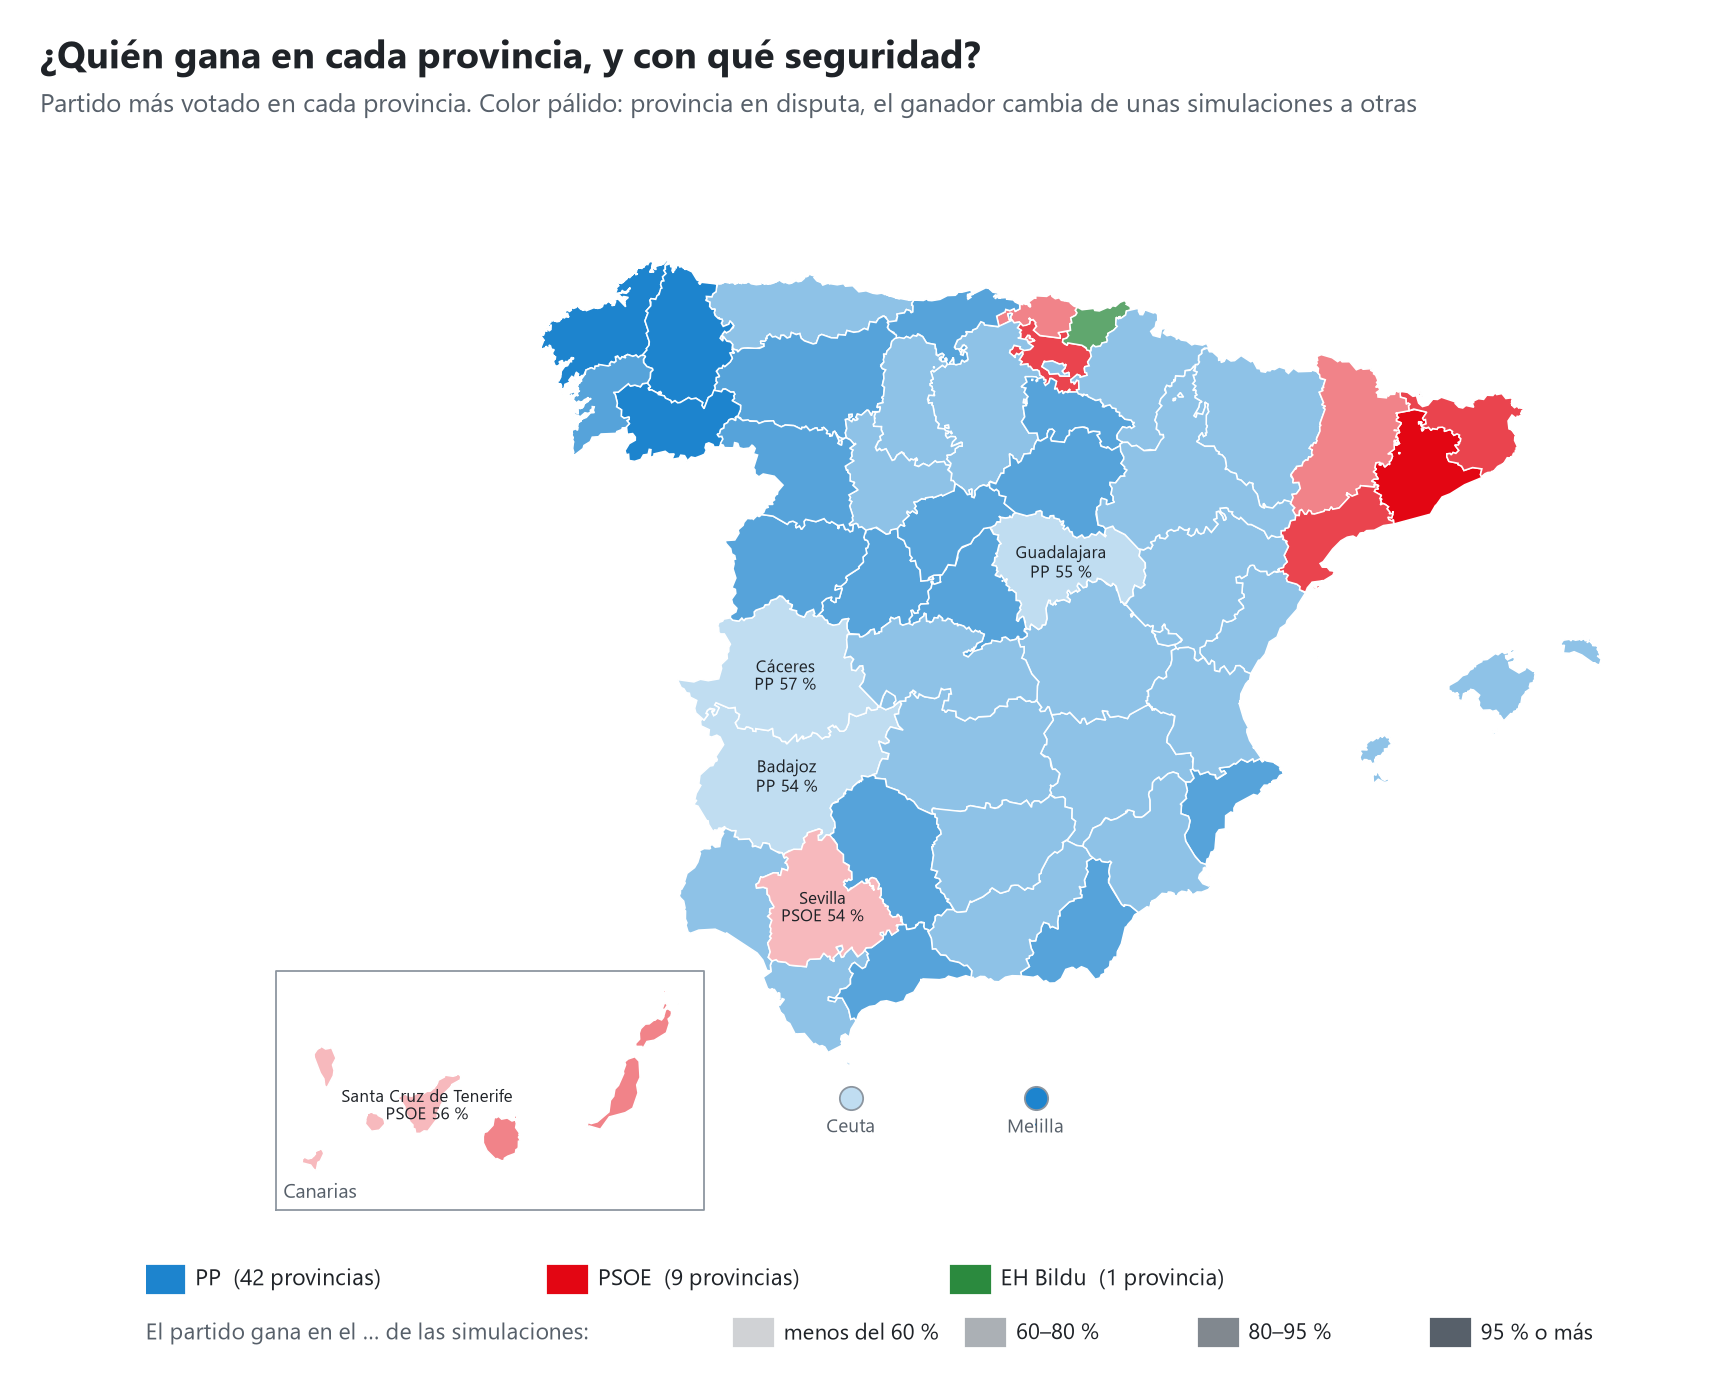 ¿Quién gana en cada provincia, y con qué seguridad?
Partido más votado en cada provincia. Color pálido: provincia en disputa, el ganador cambia de unas simulaciones a otras
Guadalajara
PP 55 %
Cáceres
PP 57 %
Badajoz
PP 54 %
Sevilla
PSOE 54 %
Santa Cruz de Tenerife
PSOE 56 %
Canarias
Ceuta
Melilla
PP (42 provincias)
PSOE (9 provincias)
EH Bildu (1 provincia)
El partido gana en el ... de las simulaciones:
menos del 60 %
60–80 %
80–95 %
95 % o más